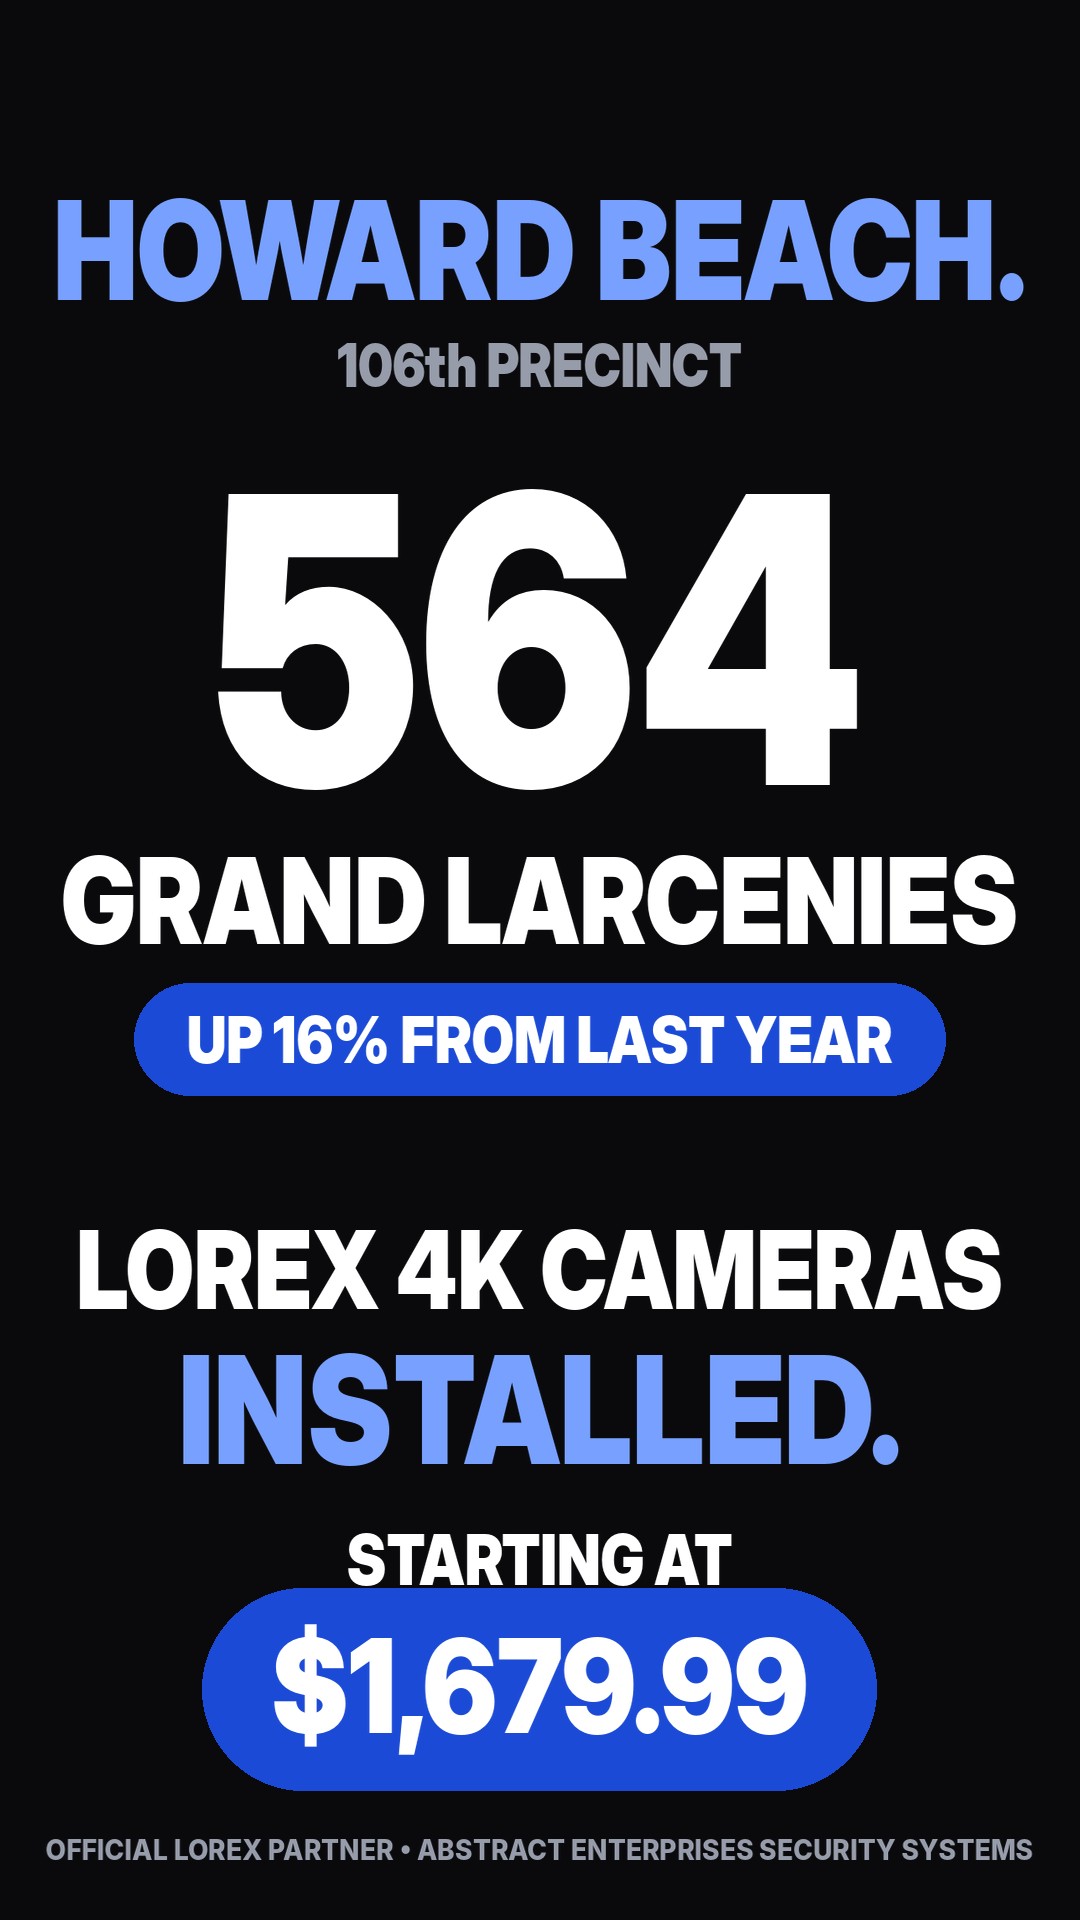 HOWARD BEACH.
106th PRECINCT
564
GRAND LARCENIES
UP 16% FROM LAST YEAR
LOREX 4K CAMERAS
INSTALLED.
STARTING AT
$1,679.99
OFFICIAL LOREX PARTNER • ABSTRACT ENTERPRISES SECURITY SYSTEMS